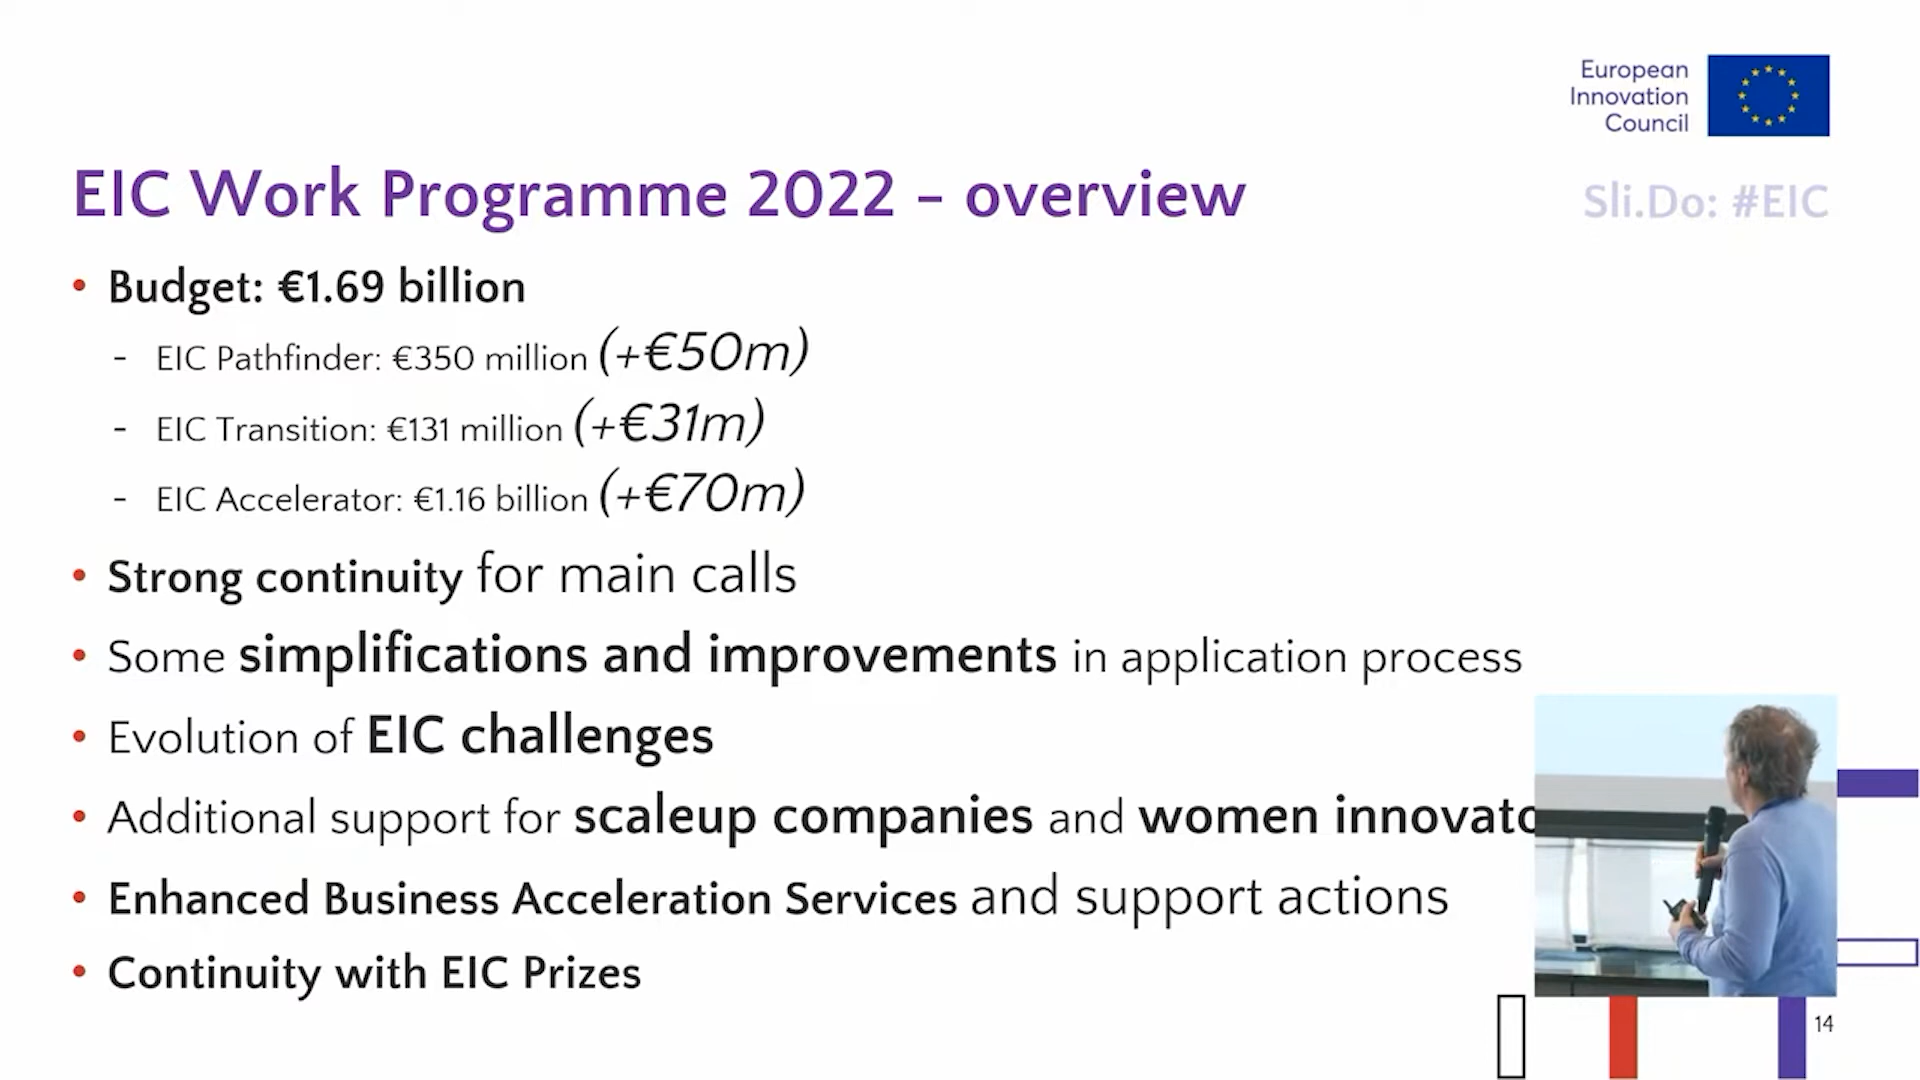 European
Innovation
Council
EIC Work Programme 2022 – overview
Sli.Do: #EIC
• Budget: €1.69 billion
- EIC Pathfinder: €350 million (+€50m)
- EIC Transition: €131 million (+€31m)
- EIC Accelerator: €1.16 billion (+€70m)
• Strong continuity for main calls
• Some simplifications and improvements in application process
• Evolution of EIC challenges
• Additional support for scaleup companies and women
• Enhanced Business Acceleration Services and support actions
• Continuity with EIC Prizes
14